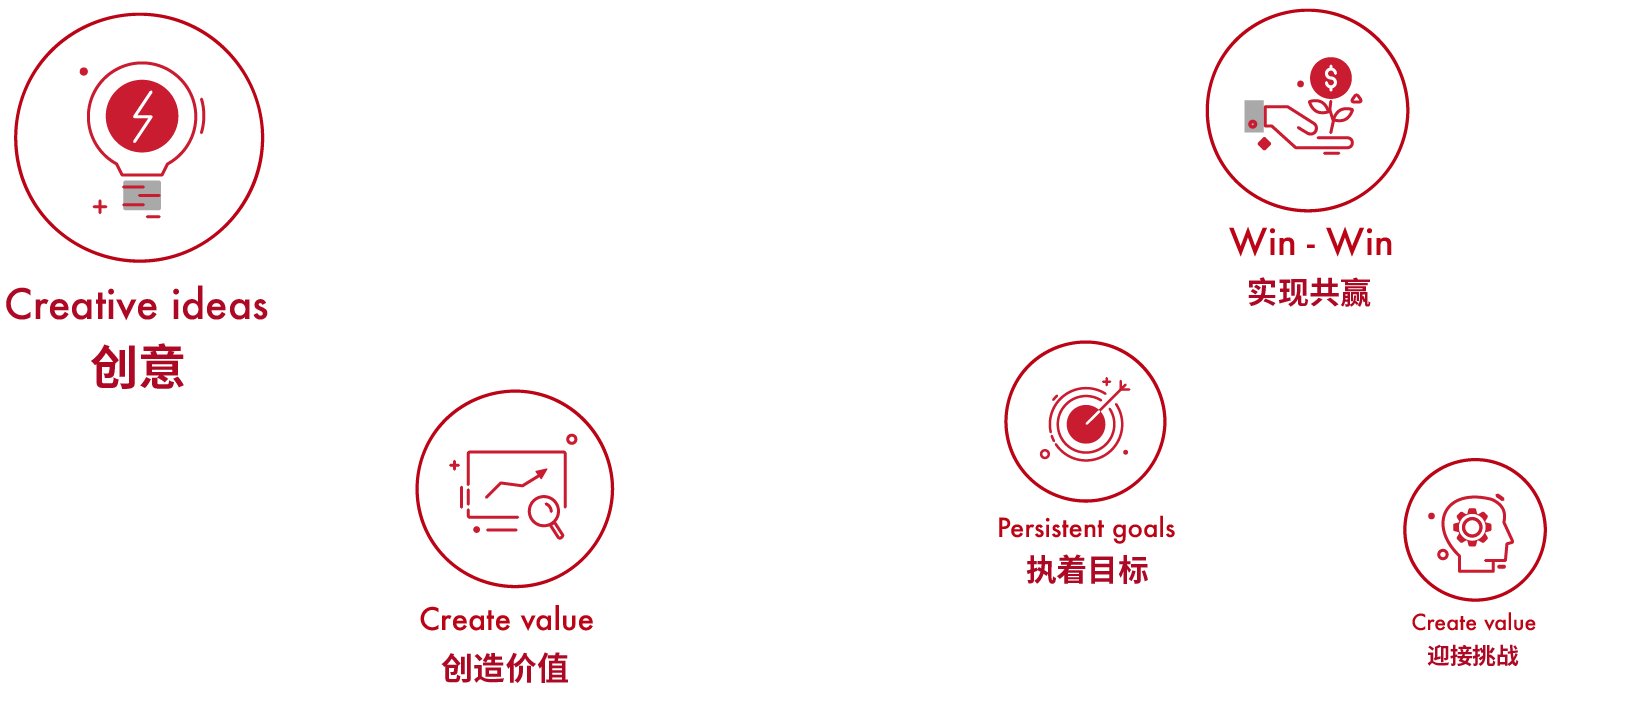 Creative ideas
创意
Create value
创造价值
Win - Win
实现共赢
Persistent goals
执着目标
Create value
迎接挑战